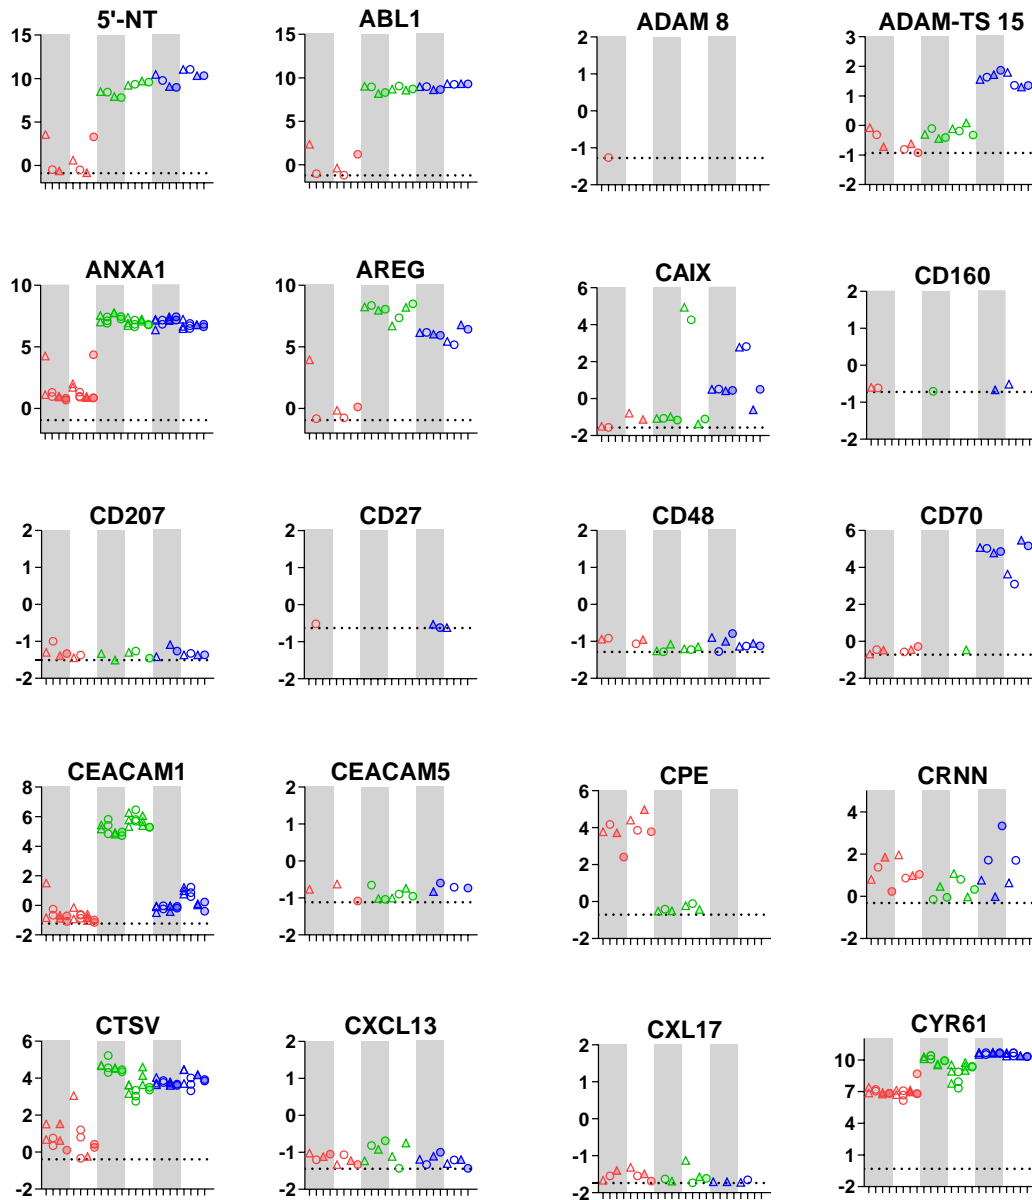 5'-NT ABL1 ADAM 8 ADAM-TS 15
15 15 2 3
10 10 1 2
5 5 0 1
0 0 -1 0
-2 -1
-2
ANXA1 AREG CAIX CD160
10 10 6 2
5 5 4 1
0 0 2 0
0 -1
-2 -2
CD207 CD27 CD48 CD70
2 2 2 6
1 1 1 4
0 0 0 2
-1 -1 -1 0
-2 -2 -2 -2
CEACAM1 CEACAM5 CPE CRNN
8 2 6 4
6 1 4 2
4 0 2 0
2 -1 0 -2
0 -2 -2
-2
CTSV CXCL13 CXL17 CYR61
6 2 2 10
4 1 1 7
2 0 0 4
0 -1 -1 1
-2 -2 -2 -2